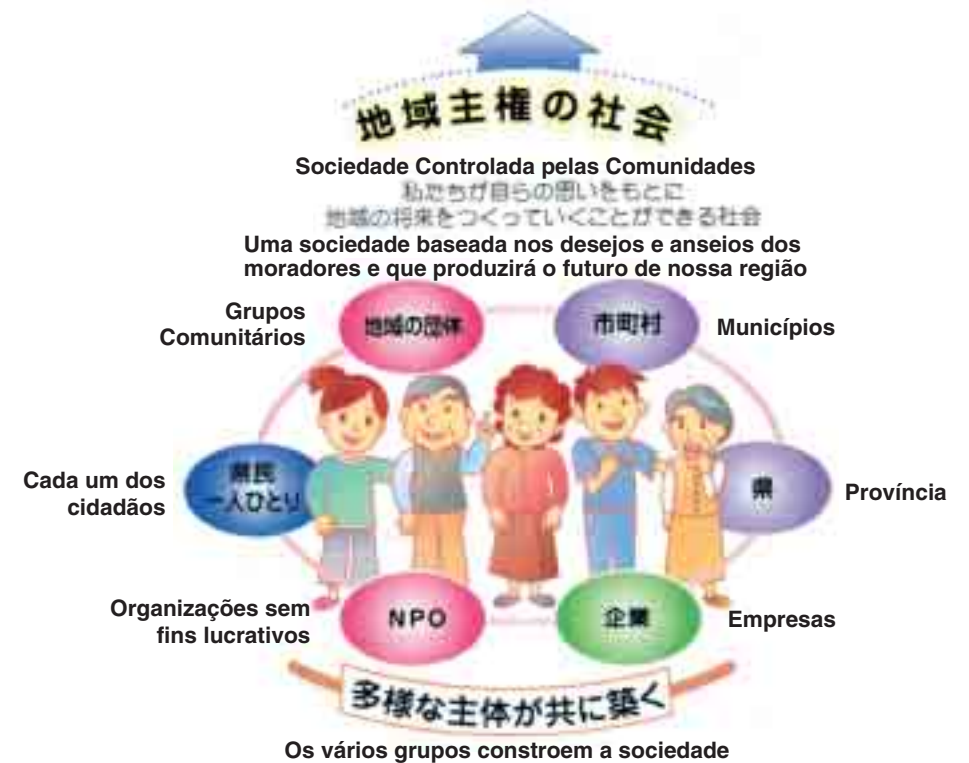 地域主権の社会
Sociedade Controlada pelas Comunidades
私たちが自らの思いをもとに
地域の将来をつくっていくことができる社会
Uma sociedade baseada nos desejos e anseios dos
moradores e que produzirá o futuro de nossa região
Grupos
Comunitários
地域の団体
市町村
Municípios
Cada um dos
cidadãos
県民
一人ひとり
県
Província
Organizações sem
fins lucrativos
NPO
企業
Empresas
多様な主体が共に築く
Os vários grupos constroem a sociedade